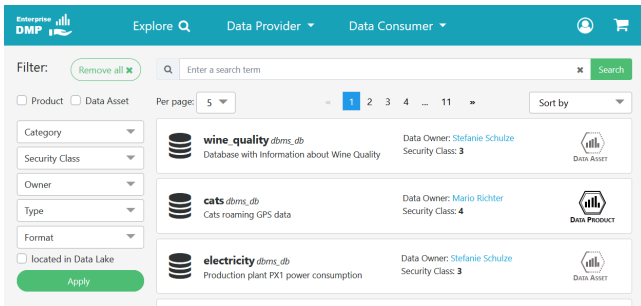 Enterprise
DMP
Explore
Data Provider
Data Consumer
Filter:
Remove all ×
Enter a search term
×
Search
Product
Data Asset
Per page:
5
«
1
2
3
4
...
11
»
Sort by
Category
Security Class
Owner
Type
Format
located in Data Lake
Apply
wine_quality dbms_db
Database with Information about Wine Quality
Data Owner: Stefanie Schulze
Security Class: 3
DATA ASSET
cats dbms_db
Cats roaming GPS data
Data Owner: Mario Richter
Security Class: 4
DATA PRODUCT
electricity dbms_db
Production plant PX1 power consumption
Data Owner: Stefanie Schulze
Security Class: 3
DATA ASSET